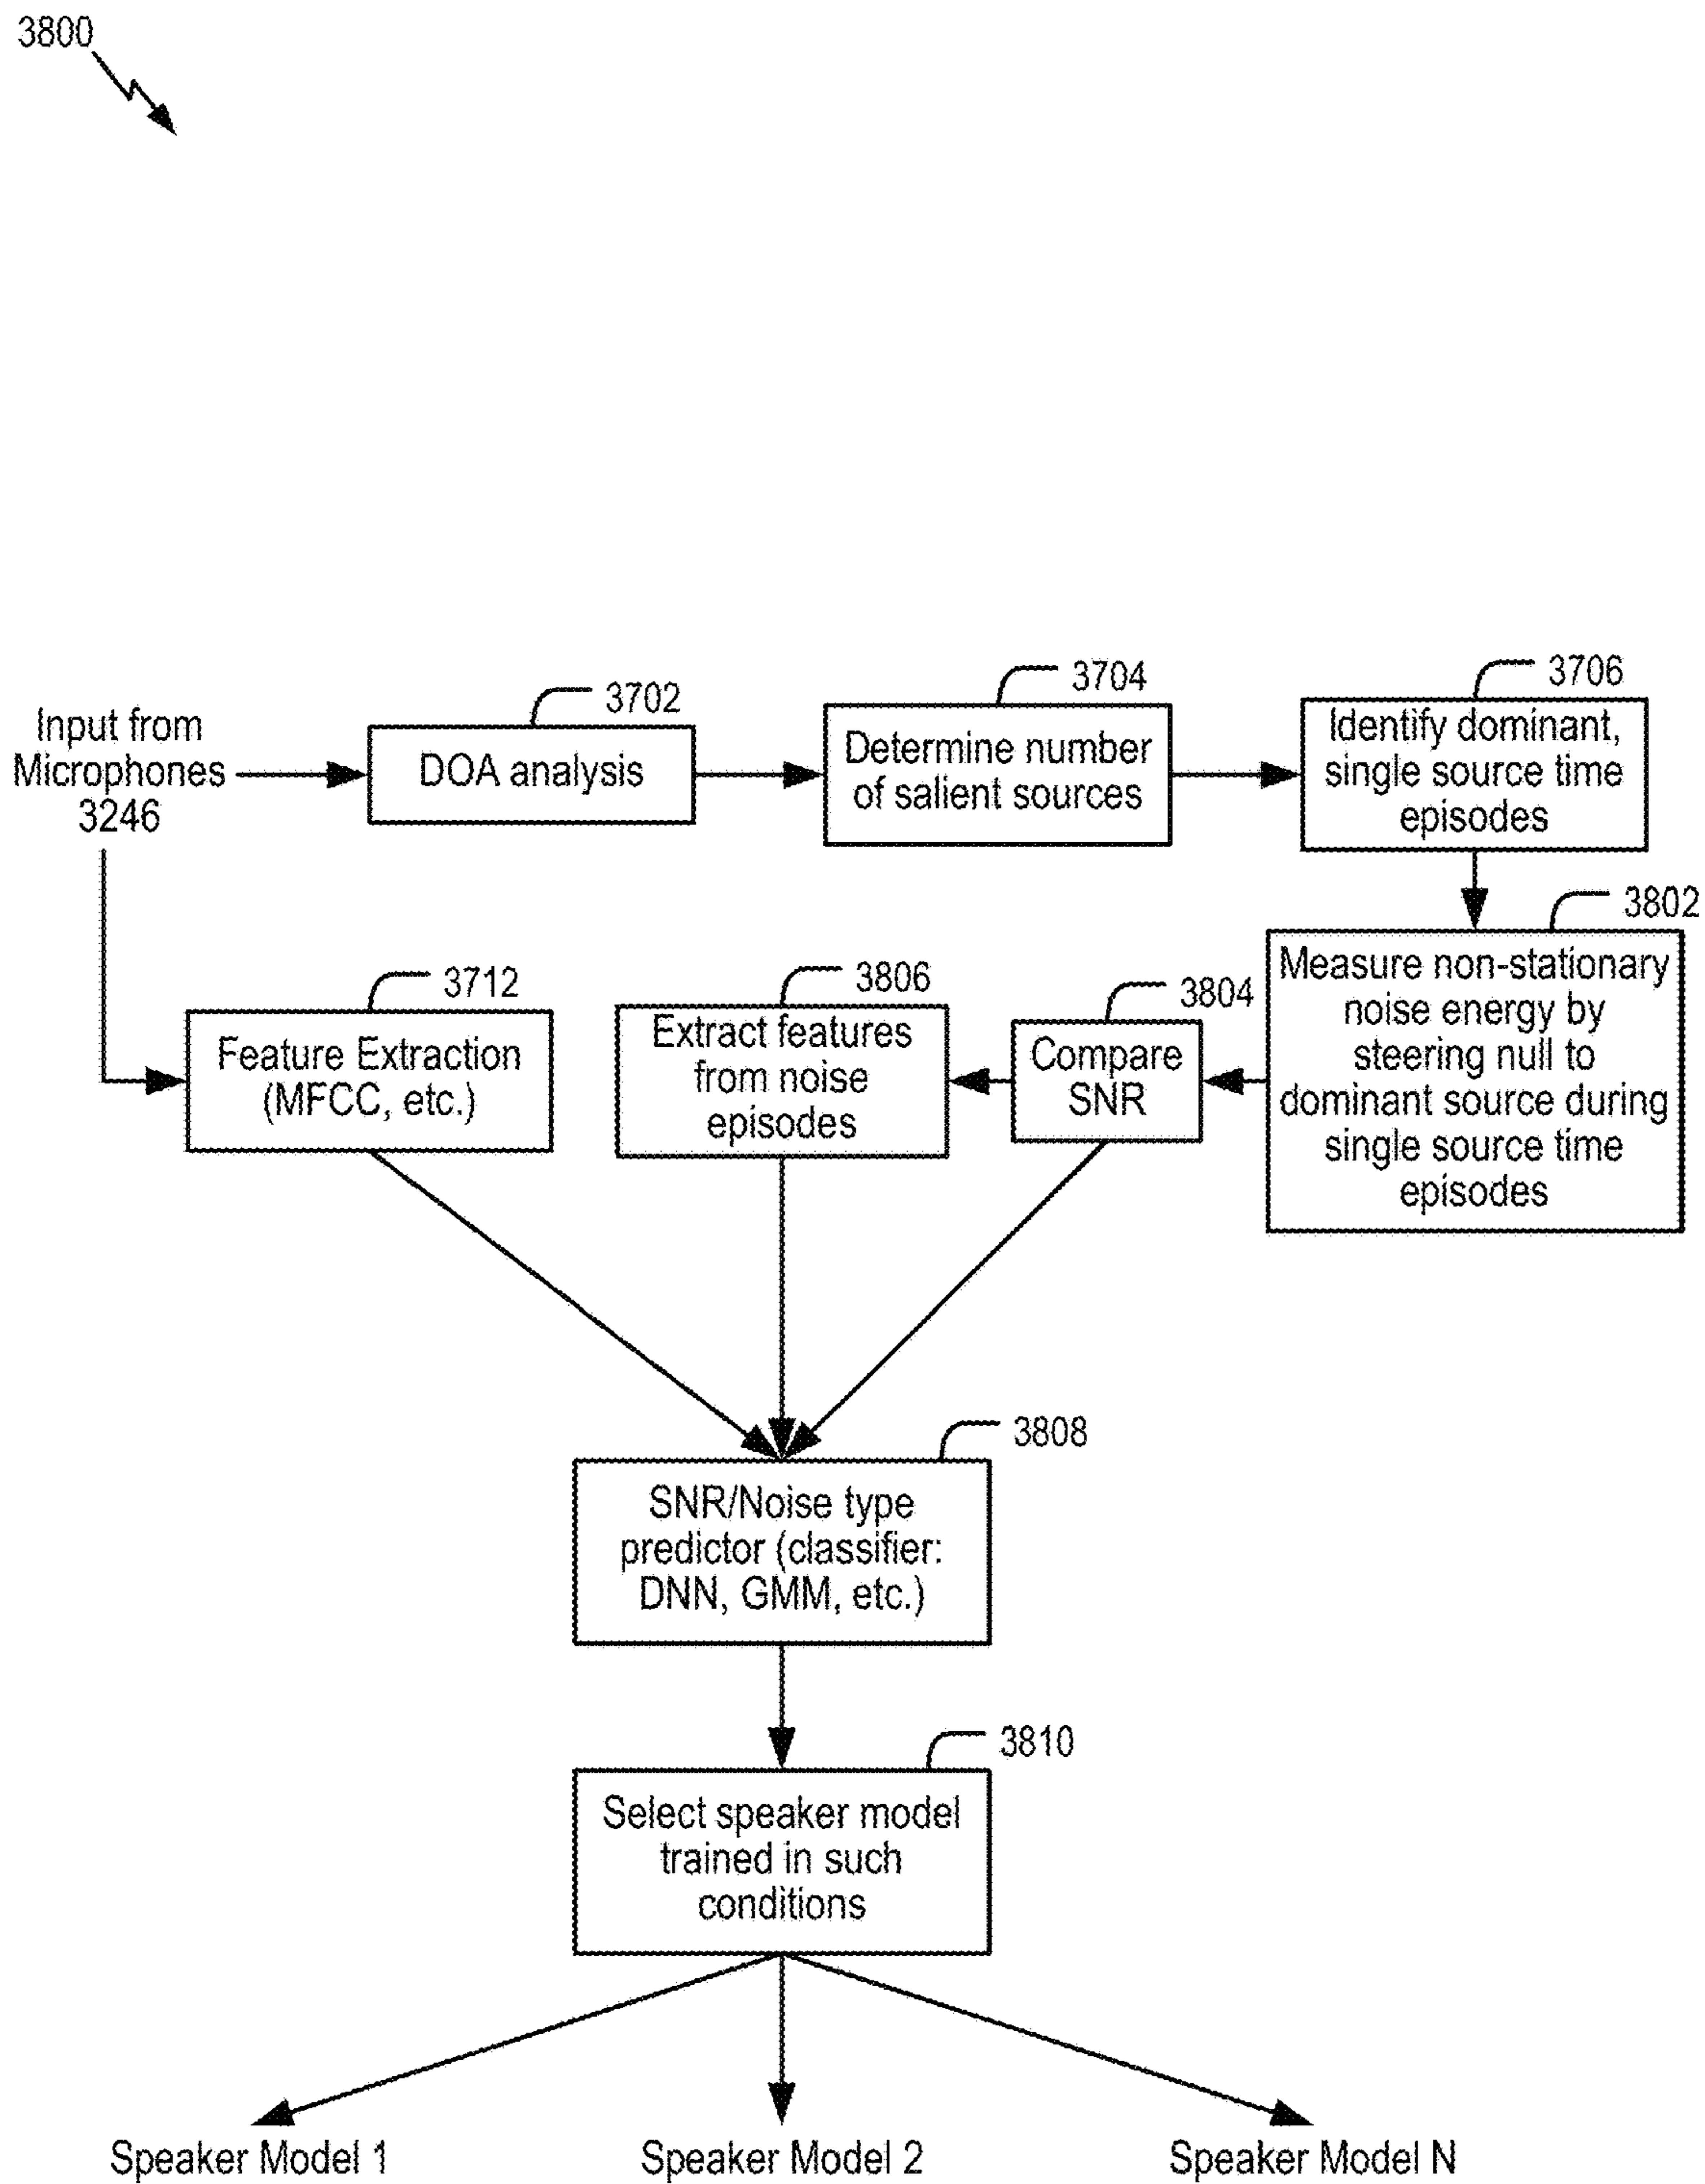 3800
3702
3704
3706
Input from
Microphones
3246
DOA analysis
Determine number
of salient sources
Identify dominant,
single source time
episodes
3712
3806
3804
3802
Feature Extraction
(MFCC, etc.)
Extract features
from noise
episodes
Compare
SNR
Measure non-stationary
noise energy by
steering null to
dominant source during
single source time
episodes
3808
SNR/Noise type
predictor (classifier:
DNN, GMM, etc.)
3810
Select speaker model
trained in such
conditions
Speaker Model 1
Speaker Model 2
Speaker Model N